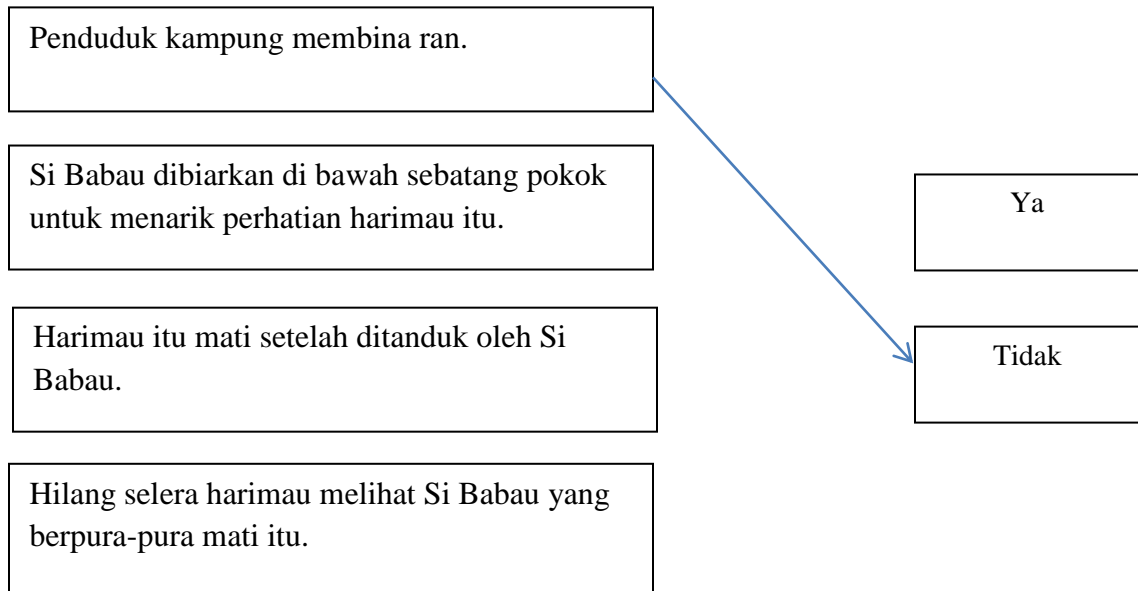 Penduduk kampung membina ran.
Si Babau dibiarkan di bawah sebatang pokok
untuk menarik perhatian harimau itu.
Ya
Harimau itu mati setelah ditanduk oleh Si
Babau.
Tidak
Hilang selera harimau melihat Si Babau yang
berpura-pura mati itu.